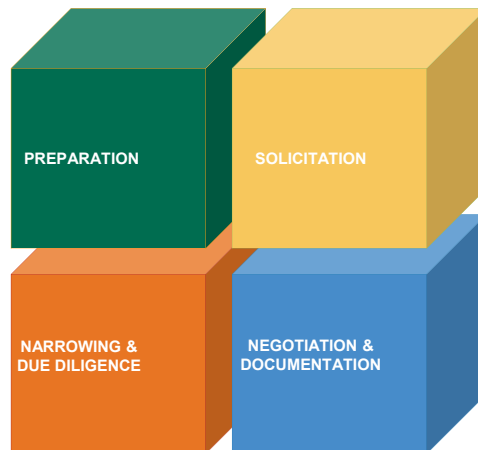 PREPARATION
SOLICITATION
NARROWING &
DUE DILIGENCE
NEGOTIATION &
DOCUMENTATION